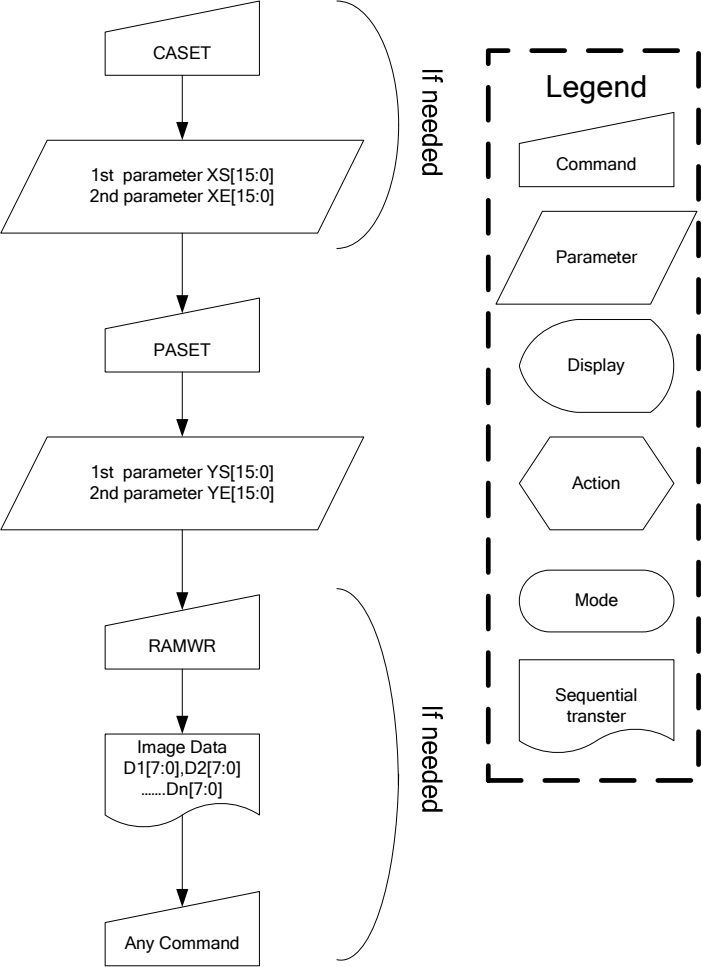 CASET
1st parameter XS[15:0]
2nd parameter XE[15:0]
If needed
PASET
1st parameter YS[15:0]
2nd parameter YE[15:0]
RAMWR
Image Data
D1[7:0],D2[7:0]
.......Dn[7:0]
Any Command
If needed
Legend
Command
Parameter
Display
Action
Mode
Sequential
transter